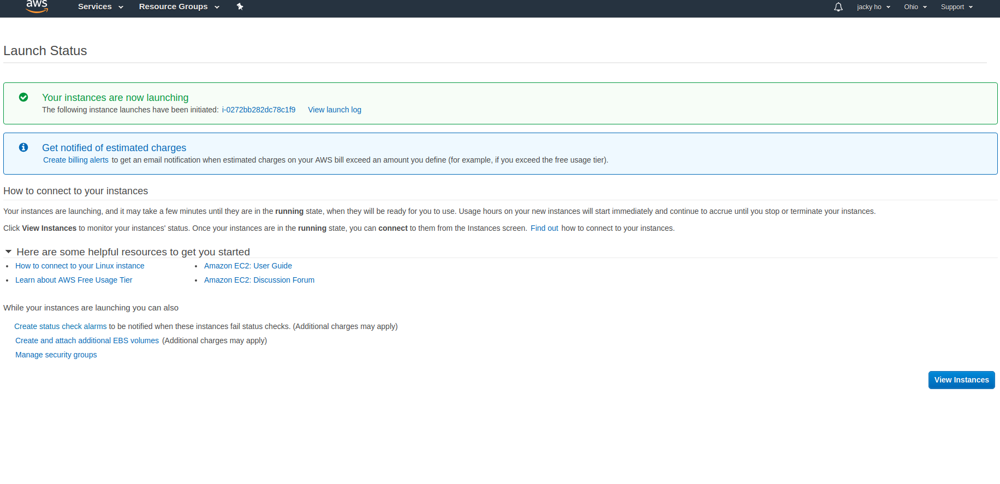 aws Services Resource Groups jacky ho Ohio Support
Launch Status
Your instances are now launching
The following instance launches have been initiated: i-0272bb282dc78c1f9 View launch log
Get notified of estimated charges
Create billing alerts to get an email notification when estimated charges on your AWS bill exceed an amount you define (for example, if you exceed the free usage tier).
How to connect to your instances
Your instances are launching, and it may take a few minutes until they are in the running state, when they will be ready for you to use. Usage hours on your new instances will start immediately and continue to accrue until you stop or terminate your instances.
Click View Instances to monitor your instances' status. Once your instances are in the running state, you can connect to them from the Instances screen. Find out how to connect to your instances.
Here are some helpful resources to get you started
• How to connect to your Linux instance • Amazon EC2: User Guide
• Learn about AWS Free Usage Tier • Amazon EC2: Discussion Forum
While your instances are launching you can also
Create status check alarms to be notified when these instances fail status checks. (Additional charges may apply)
Create and attach additional EBS volumes (Additional charges may apply)
Manage security groups
View Instances